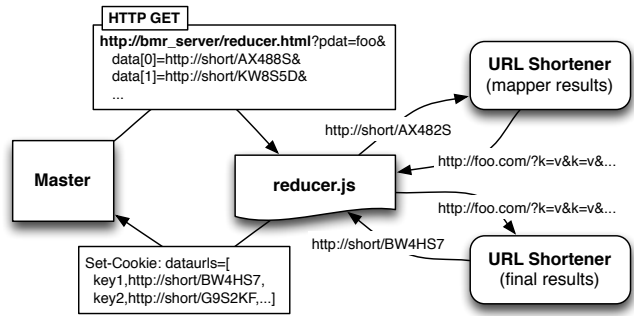 HTTP GET
http://bmr_server/reducer.html?pdat=foo&
data[0]=http://short/AX488S&
data[1]=http://short/KW8S5D&
...
URL Shortener
(mapper results)
http://short/AX482S
http://foo.com/?k=v&k=v&...
Master
reducer.js
http://foo.com/?k=v&k=v&...
http://short/BW4HS7
Set-Cookie: dataurls=[
key1,http://short/BW4HS7,
key2,http://short/G9S2KF,...]
URL Shortener
(final results)